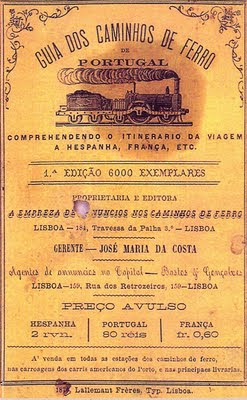 GUIA DOS CAMINHOS DE FERRO
DE
PORTUGAL
COMPREHENDENDO O ITINERARIO DA VIAGEM
A HESPANHA, FRANÇA, ETC.
1.ª EDIÇÃO 6000 EXEMPLARES
PROPRIETARIA E EDITORA
A EMPREZA DE ANNUNCIOS NOS CAMINHOS DE FERRO
LISBOA — 184, Travessa da Palha 3.º — LISBOA
GERENTE — JOSÉ MARIA DA COSTA
Agentes de annuncios na Capital — Bastos & Gonçalves
LISBOA—159, Rua dos Retrozeiros, 159—LISBOA
PREÇO AVULSO
HESPANHA PORTUGAL FRANÇA
2 rvn. 80 réis fr. 0,60
A' venda em todas as estações dos caminhos de ferro,
nas carroagens dos carris americanos do Porto, e nas principaes livrarias.
Lallemant Frères, Typ. Lisboa.